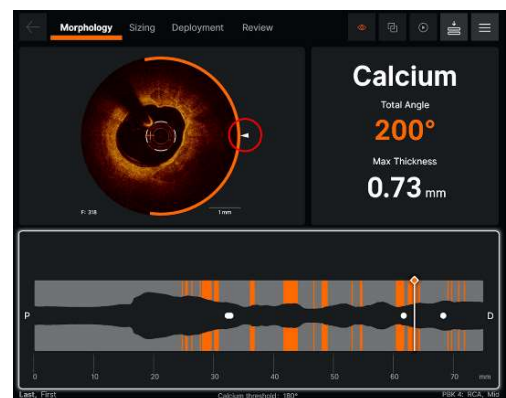 Morphology Sizing Deployment Review
Calcium
Total Angle
200°
Max Thickness
0.73 mm
F: 318
1 mm
P
D
0 10 20 30 40 50 60 70 mm
Last, First Calcium threshold: 180° PBK 4: RCA, Mid